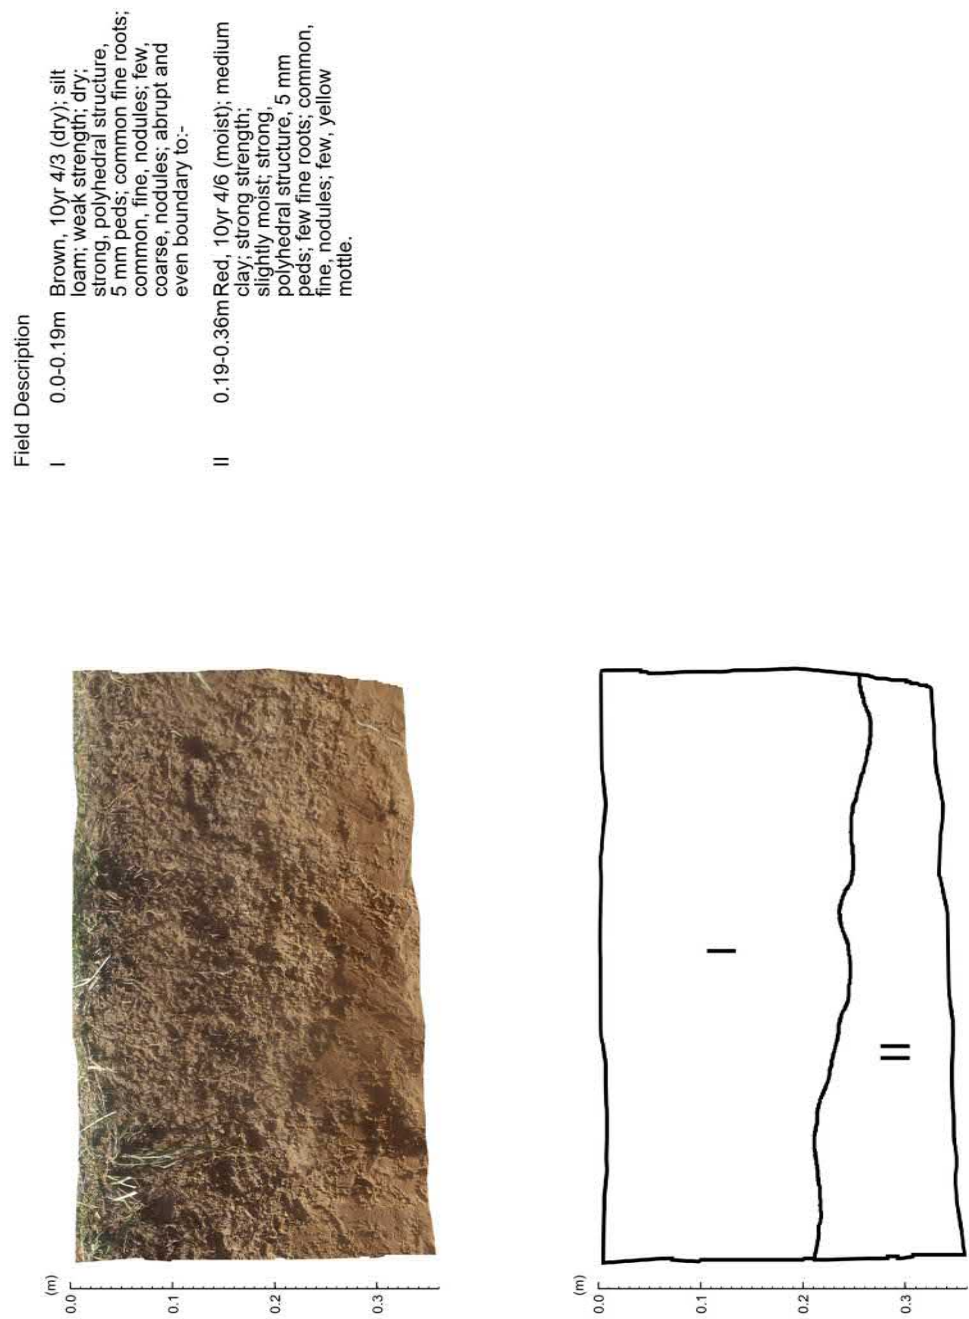 Field Description
I 0.0-0.19m Brown, 10yr 4/3 (dry); silt
loam; weak strength; dry;
strong, polyhedral structure,
5 mm peds; common fine roots;
common, fine, nodules; few,
coarse, nodules; abrupt and
even boundary to:-
II 0.19-0.36m Red, 10yr 4/6 (moist); medium
clay; strong strength;
slightly moist; strong,
polyhedral structure, 5 mm
peds; few fine roots; common,
fine, nodules; few, yellow
mottle.
(m)
0.0
0.1
0.2
0.3
(m)
0.0
0.1
0.2
0.3
I
II